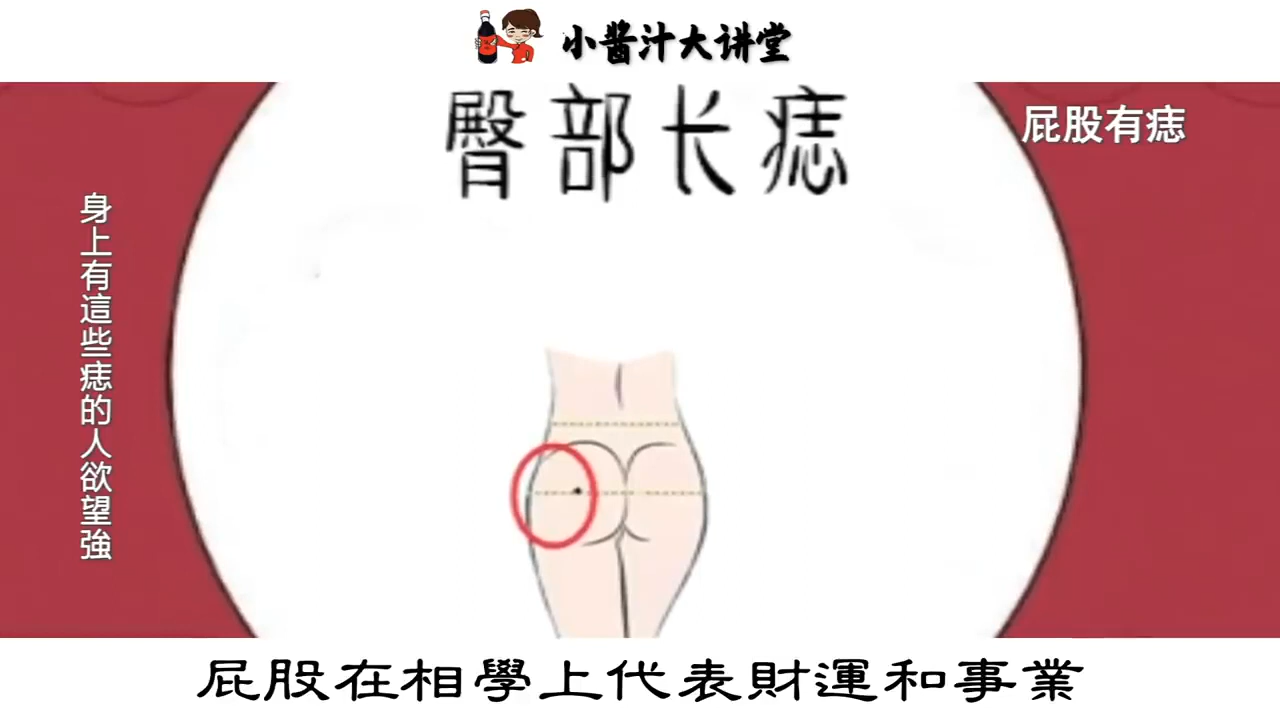 小酱汁大讲堂
臀部长痣
屁股有痣
身上有這些痣的人欲望強
屁股在相學上代表財運和事業